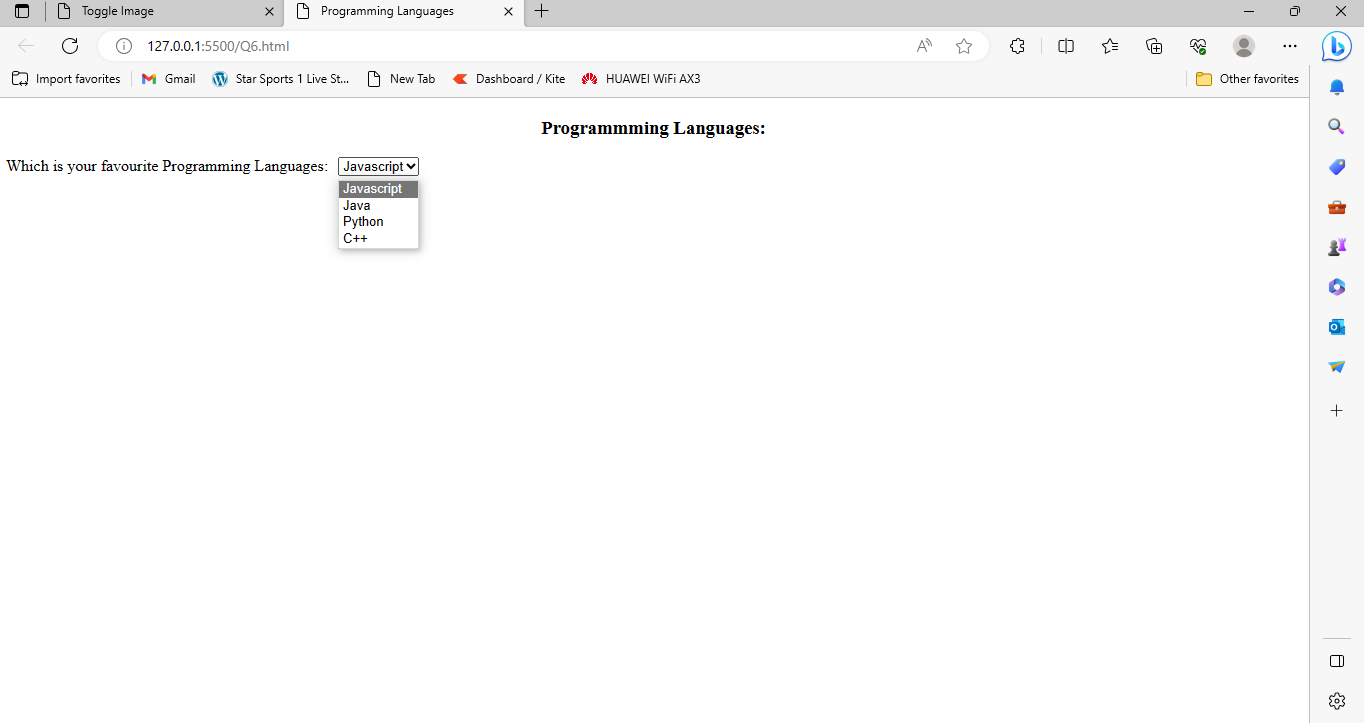 Toggle Image
Programming Languages
127.0.0.1:5500/Q6.html
Import favorites
Gmail
Star Sports 1 Live St...
New Tab
Dashboard / Kite
HUAWEI WiFi AX3
Other favorites
Programmming Languages:
Which is your favourite Programming Languages: Javascript
Javascript
Java
Python
C++